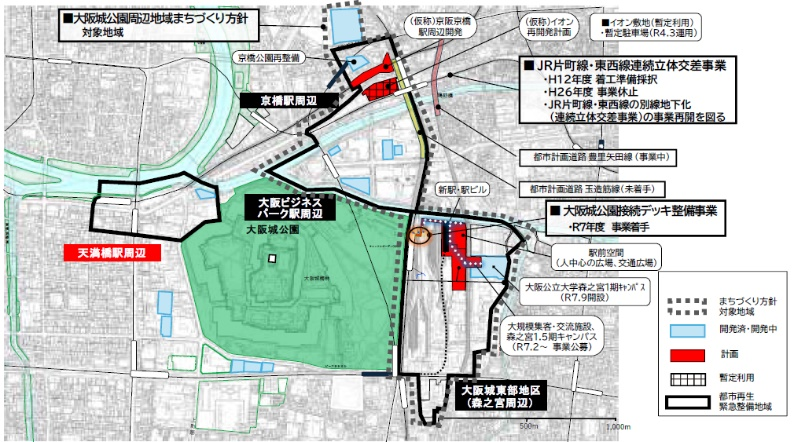 ■大阪城公園周辺地域まちづくり方針
対象地域
(仮称)京阪京橋
駅周辺開発
(仮称)イオン
再開発計画
■イオン敷地(暫定利用)
・暫定駐車場(R4.3運用)
京橋公園再整備
京橋駅周辺
■JR片町線・東西線連続立体交差事業
・H12年度 着工準備採択
・H26年度 事業休止
・JR片町線・東西線の別線地下化
(連続立体交差事業)の事業再開を図る
都市計画道路 豊里矢田線(事業中)
都市計画道路 玉造筋線(未着手)
新駅・駅ビル
大阪ビジネス
パーク駅周辺
大阪城公園
天満橋駅周辺
■大阪城公園接続デッキ整備事業
・R7年度 事業着手
駅前空間
(人中心の広場、交通広場)
大阪公立大学森之宮1期キャンパス
(R7.9開設)
大規模集客・交流施設、
森之宮1.5期キャンパス
(R7.2～ 事業公募)
大阪城東部地区
(森之宮周辺)
500m
1,000m
まちづくり方針
対象地域
開発済・開発中
計画
暫定利用
都市再生
緊急整備地域